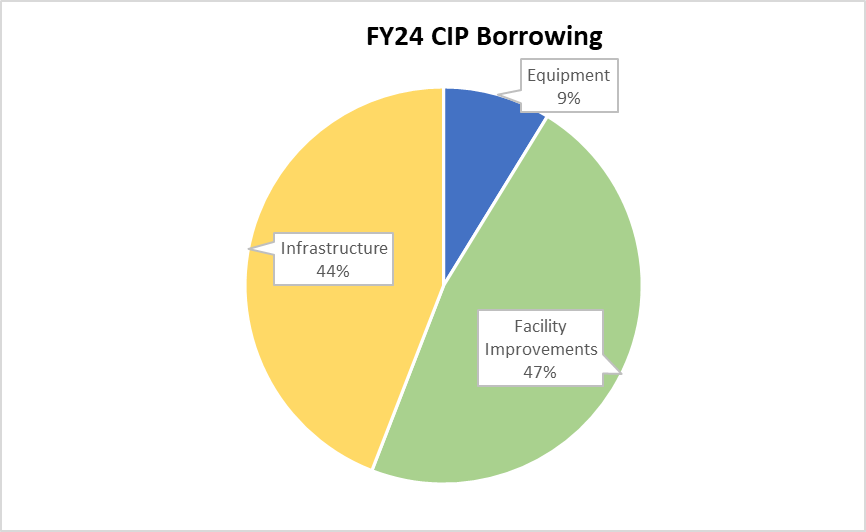 FY24 CIP Borrowing
Equipment
9%
Infrastructure
44%
Facility
Improvements
47%